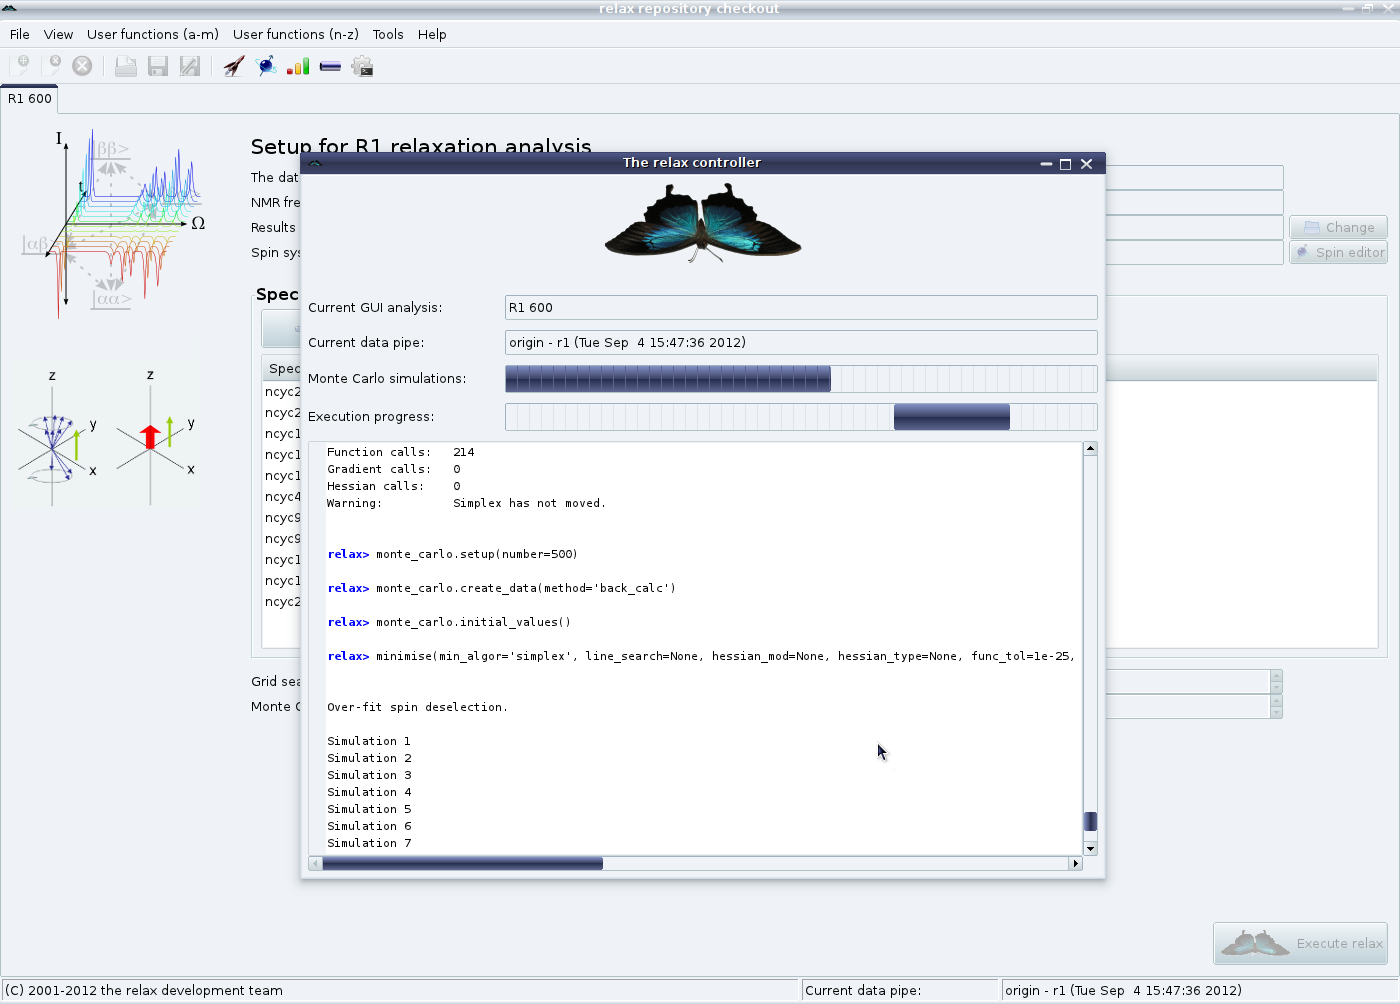 relax repository checkout
File View User functions (a-m) User functions (n-z) Tools Help
R1 600
I
|ββ>
t
Ω
|αβ
|αα>
z
y
x
z
y
x
Setup for R1 relaxation analysis
The dat
NMR fre
Results
Change
Spin sys
Spin editor
Spec
Spec
ncyc2
ncyc2
ncyc1
ncyc1
ncyc1
ncyc4
ncyc9
ncyc9
ncyc1
ncyc1
ncyc2
Grid sea
Monte C
The relax controller
Current GUI analysis: R1 600
Current data pipe: origin - r1 (Tue Sep  4 15:47:36 2012)
Monte Carlo simulations:
Execution progress:
Function calls:   214
Gradient calls:   0
Hessian calls:    0
Warning:          Simplex has not moved.
relax> monte_carlo.setup(number=500)
relax> monte_carlo.create_data(method='back_calc')
relax> monte_carlo.initial_values()
relax> minimise(min_algor='simplex', line_search=None, hessian_mod=None, hessian_type=None, func_tol=1e-25,
Over-fit spin deselection.
Simulation 1
Simulation 2
Simulation 3
Simulation 4
Simulation 5
Simulation 6
Simulation 7
Execute relax
(C) 2001-2012 the relax development team
Current data pipe:
origin - r1 (Tue Sep  4 15:47:36 2012)